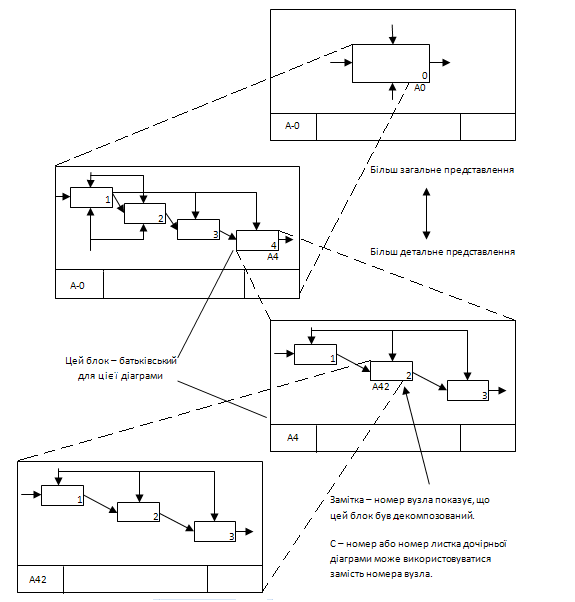 0
A0
A-0
Більш загальне представлення
Більш детальне представлення
1
2
3
4
A4
A-0
Цей блок – батьківський
для цієї діаграми
1
2
A42
3
A4
1
2
3
A42
Замітка – номер вузла показує, що
цей блок був декомпозований.
С – номер або номер листка дочірньої
діаграми може використовуватися
замість номера вузла.